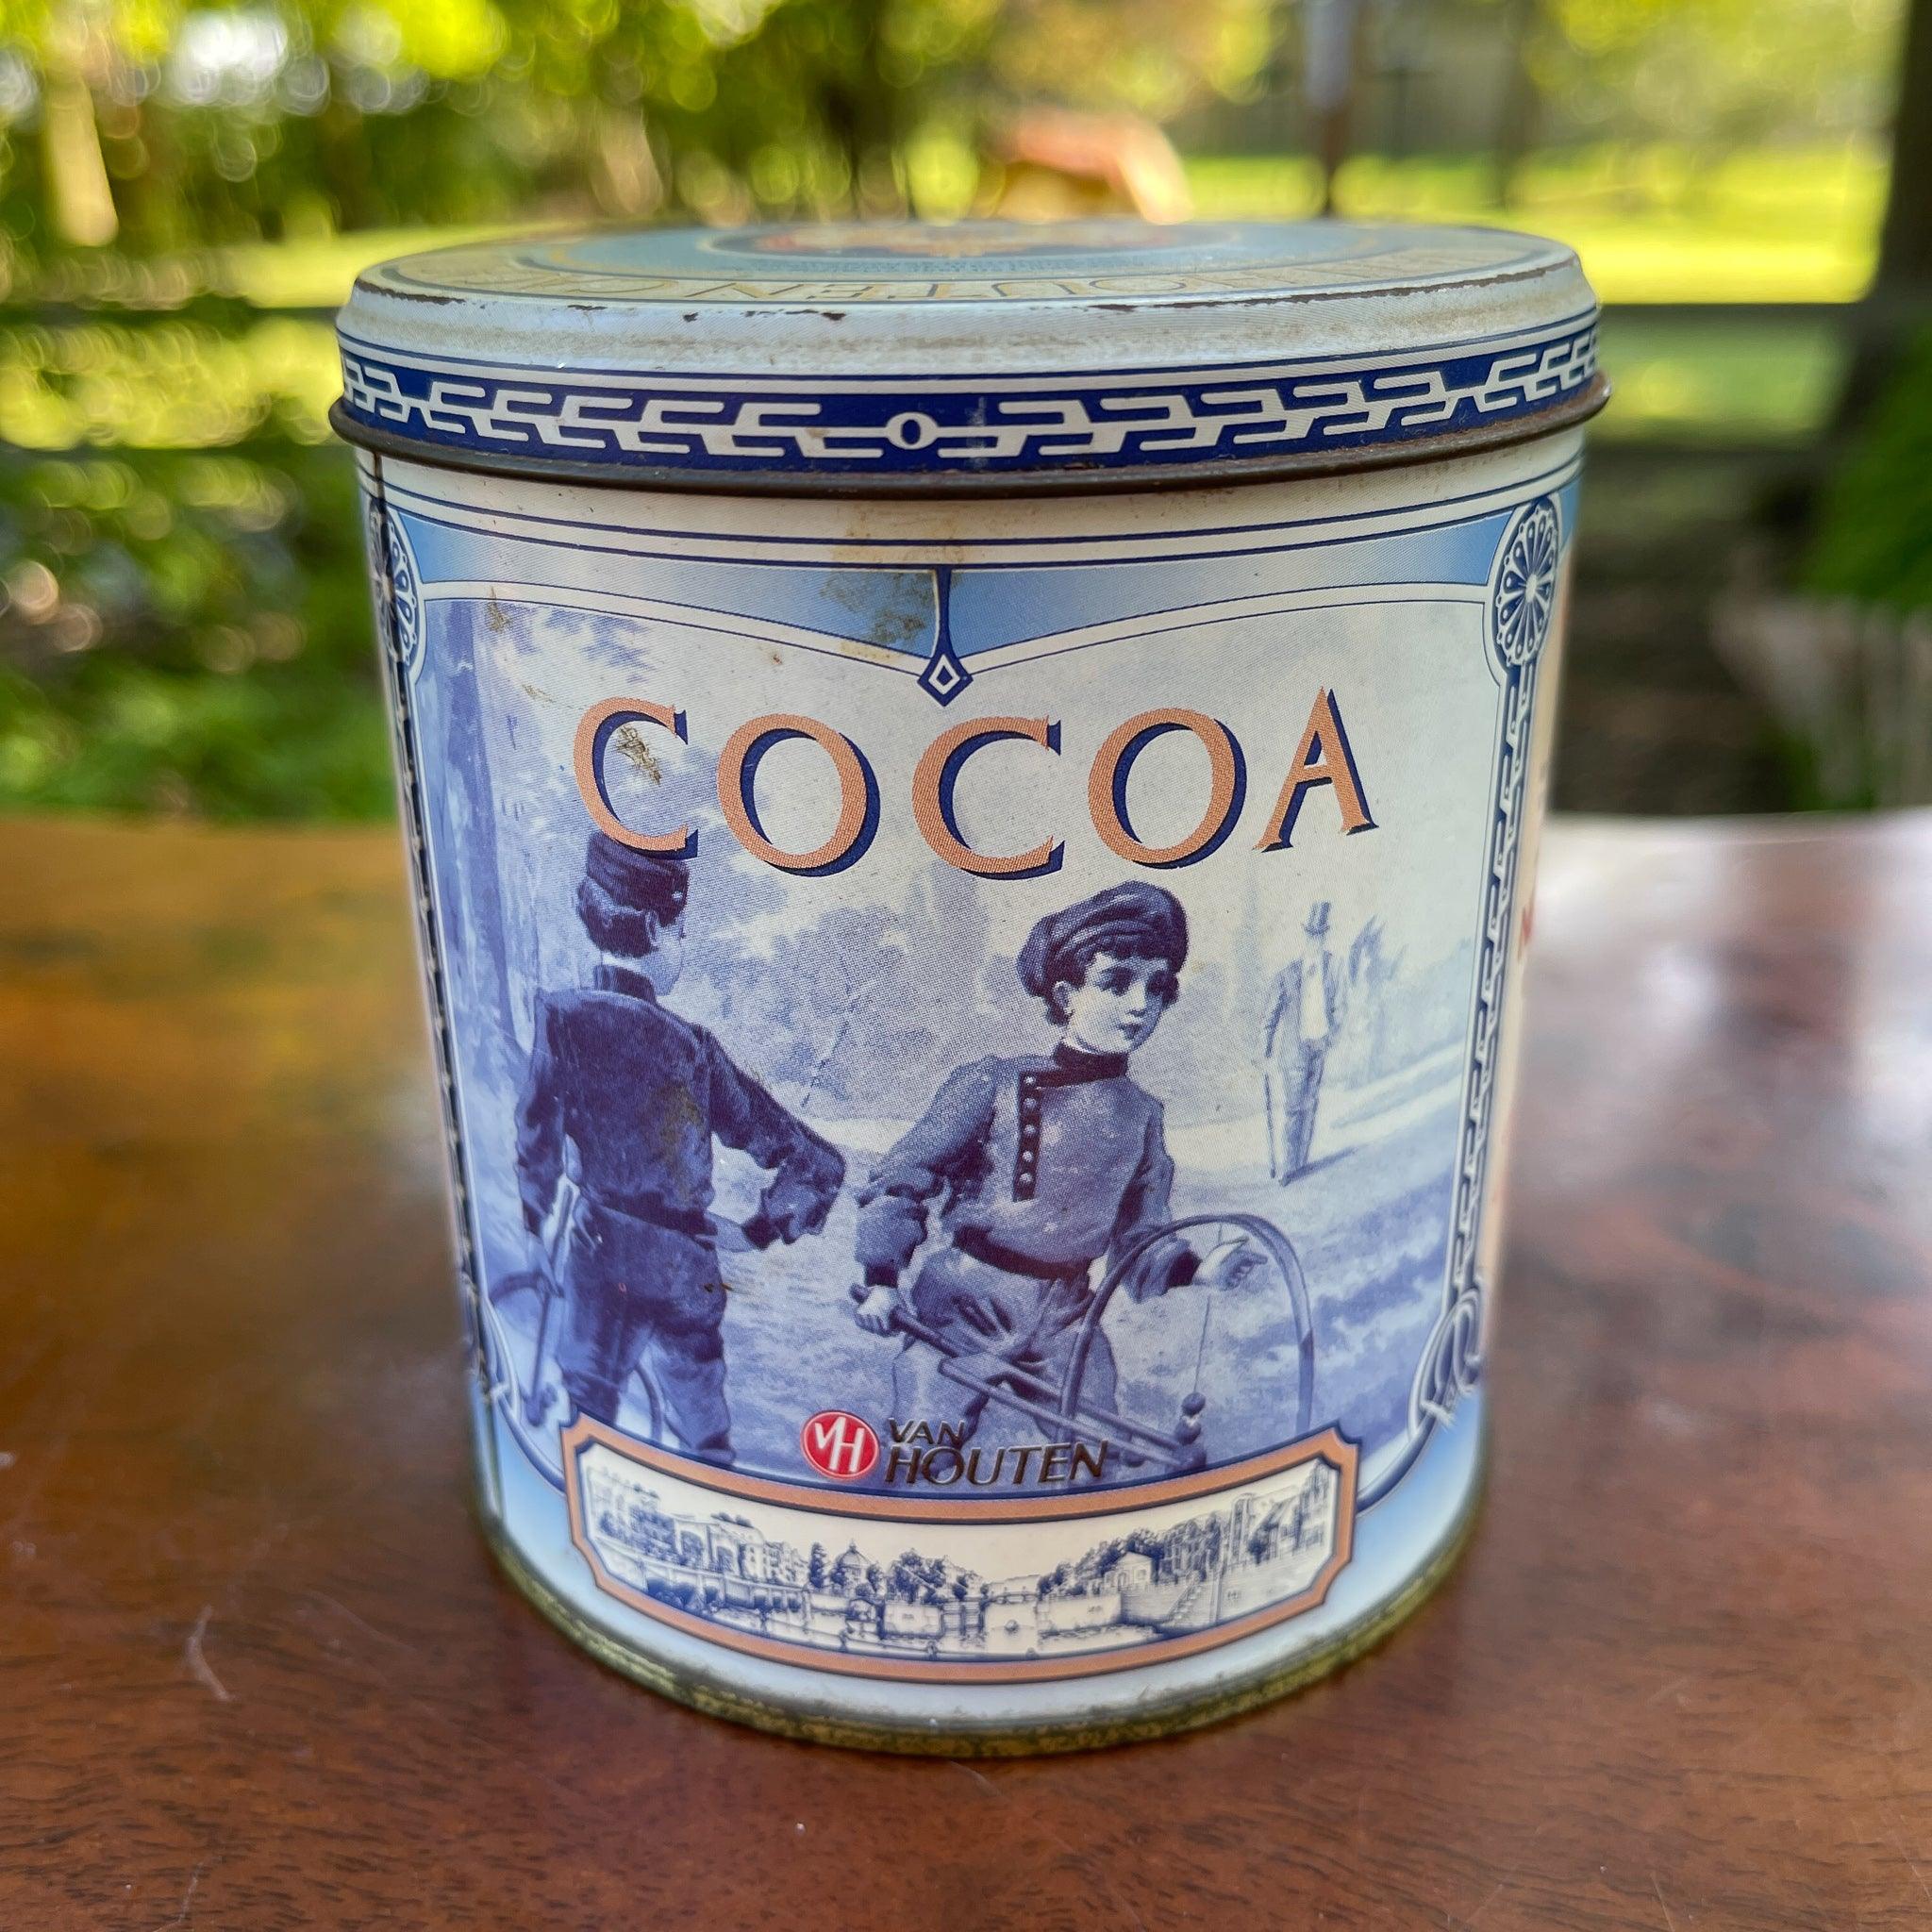 COCOA
VH VAN
HOUTEN